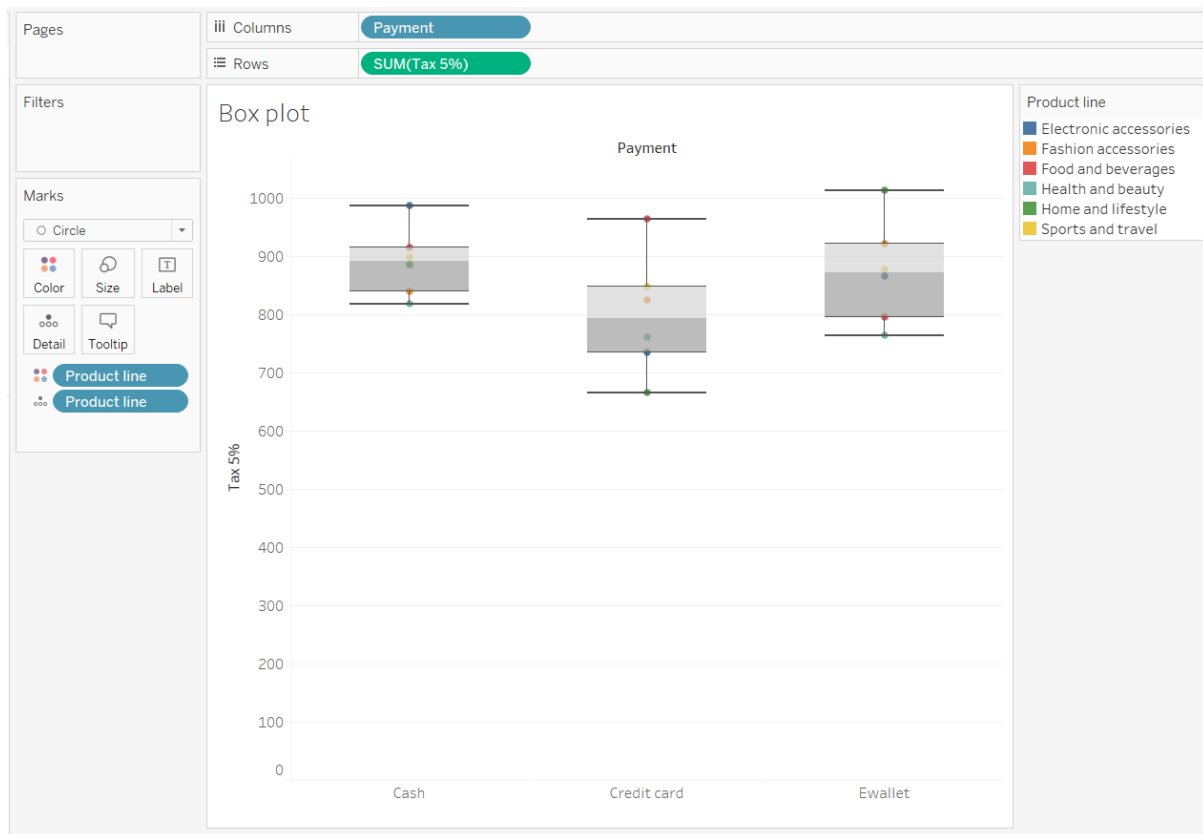 Pages
Columns
Payment
Rows
SUM(Tax 5%)
Filters
Marks
Circle
Color
Size
T
Label
Detail
Tooltip
Product line
Product line
Box plot
Payment
Tax 5%
1000
900
800
700
600
500
400
300
200
100
0
Cash
Credit card
Ewallet
Product line
Electronic accessories
Fashion accessories
Food and beverages
Health and beauty
Home and lifestyle
Sports and travel